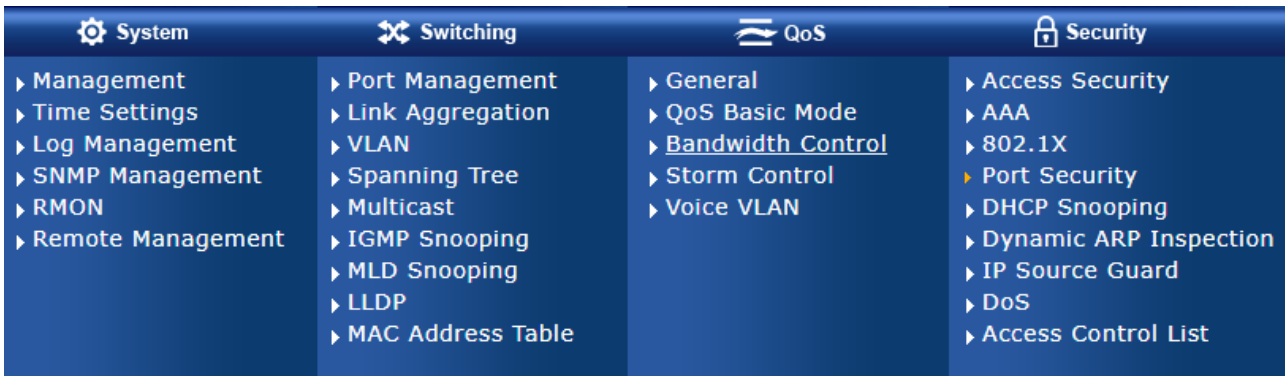 System
Management
Time Settings
Log Management
SNMP Management
RMON
Remote Management
Switching
Port Management
Link Aggregation
VLAN
Spanning Tree
Multicast
IGMP Snooping
MLD Snooping
LLDP
MAC Address Table
QoS
General
QoS Basic Mode
Bandwidth Control
Storm Control
Voice VLAN
Security
Access Security
AAA
802.1X
Port Security
DHCP Snooping
Dynamic ARP Inspection
IP Source Guard
DoS
Access Control List